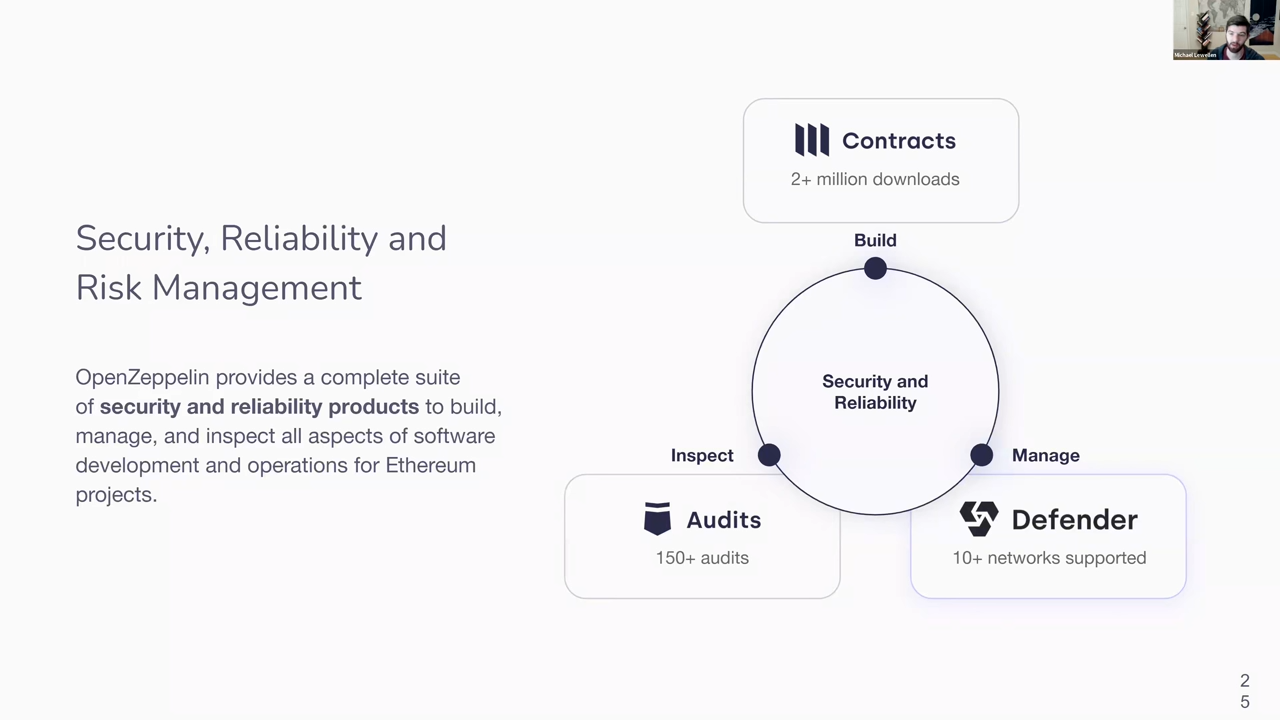 Michael Lewellen
Contracts
2+ million downloads
Security, Reliability and
Risk Management
Build
OpenZeppelin provides a complete suite
of security and reliability products to build,
manage, and inspect all aspects of software
development and operations for Ethereum
projects.
Security and
Reliability
Inspect
Manage
Audits
150+ audits
Defender
10+ networks supported
2
5